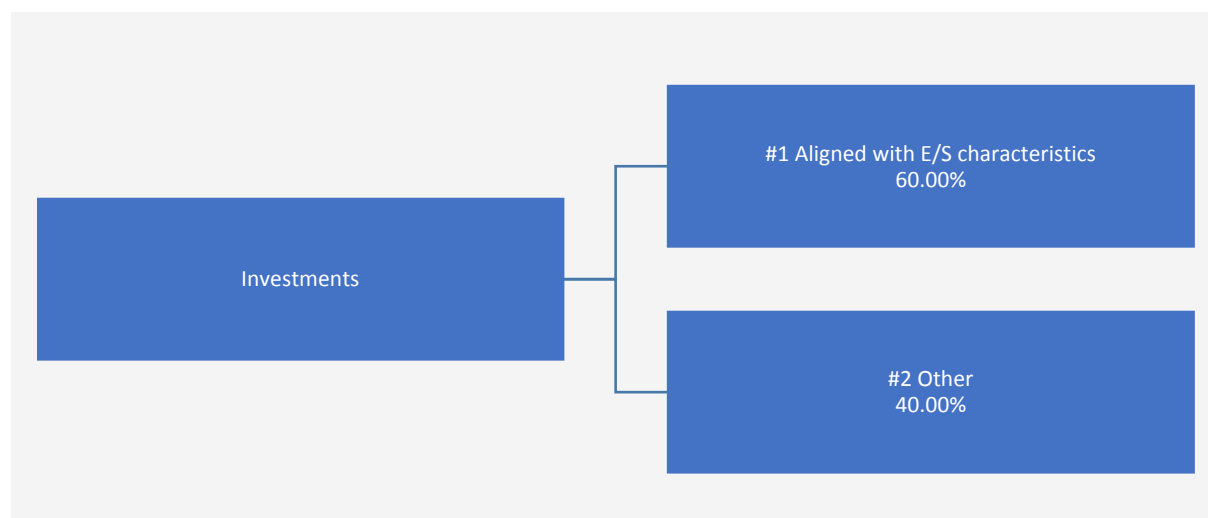 Investments
#1 Aligned with E/S characteristics
60.00%
#2 Other
40.00%